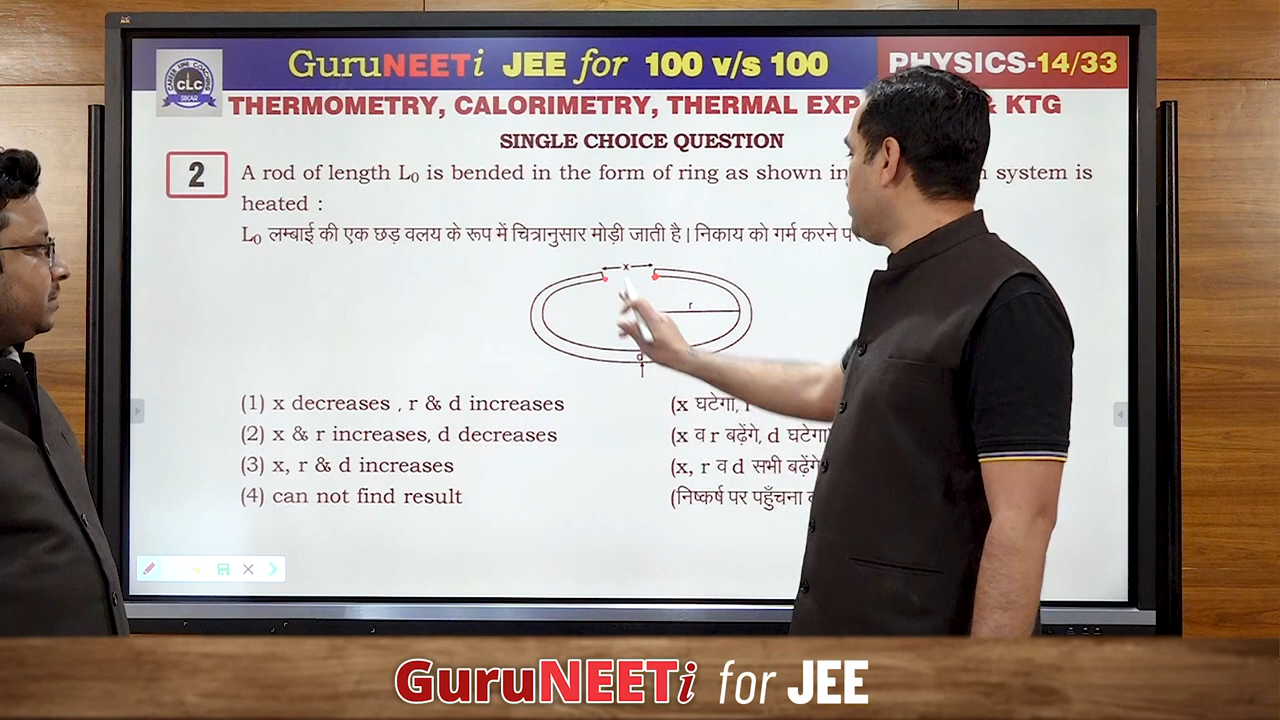 GuruNEETi JEE for 100 v/s 100
PHYSICS-14/33
CLC
SIKAR
THERMOMETRY, CALORIMETRY, THERMAL EXP & KTG
SINGLE CHOICE QUESTION
2
A rod of length L₀ is bended in the form of ring as shown in system is
heated :
L₀ लम्बाई की एक छड़ वलय के रूप में चित्रानुसार मोड़ी जाती है। निकाय को गर्म करने
x
r
d
(1) x decreases , r & d increases (x घटेगा,
(2) x & r increases, d decreases (x व r बढ़ेंगे, d घटेगा
(3) x, r & d increases (x, r व d सभी बढ़ेंगे
(4) can not find result (निष्कर्ष पर पहुँचना
GuruNEETi for JEE